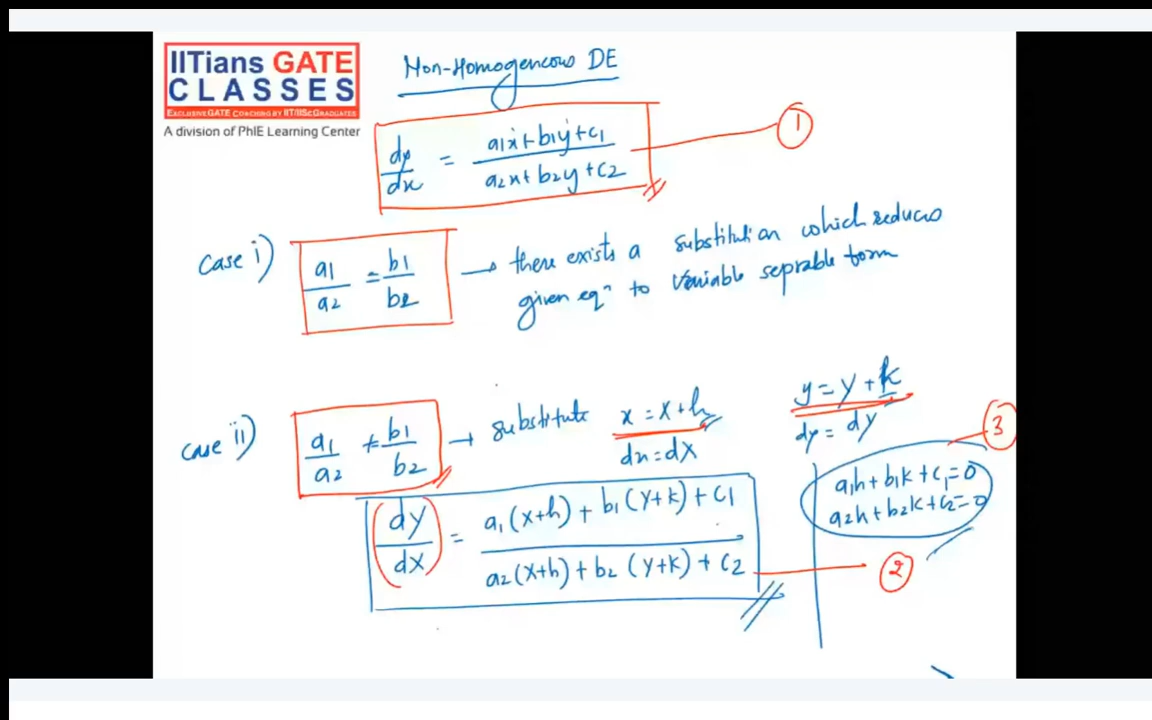 IITians GATE
CLASSES
EXCLUSIVE GATE COACHING BY IIT/IISc GRADUATES
A division of PhIE Learning Center
Non-Homogeneous DE
dy/dx = (a1x + b1y + c1)/(a2x + b2y + c2)
1
Case i) a1/a2 = b1/b2 → there exists a substitution which reduces
given eqn to variable seprable form
Case ii) a1/a2 ≠ b1/b2 → substitute x = X+h y = Y+k
dx = dX dy = dY
3
a1h + b1k + c1 = 0
a2h + b2k + c2 = 0
(dY/dX) = (a1(X+h) + b1(Y+k) + c1)/(a2(X+h) + b2(Y+k) + c2)
2